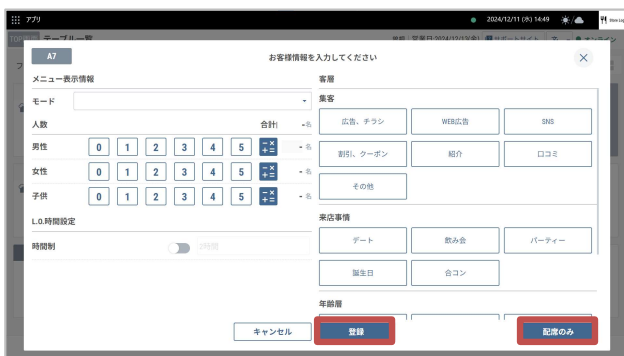 アプリ
2024/12/11 (水) 14:49
テーブル一覧
A7
お客様情報を入力してください
メニュー表示情報
モード
人数 合計 - 名
男性 0 1 2 3 4 5 - 名
女性 0 1 2 3 4 5 - 名
子供 0 1 2 3 4 5 - 名
L.O.時間設定
時間制 2時間
客層
集客
広告、チラシ WEB広告 SNS
割引、クーポン 紹介 口コミ
その他
来店事情
デート 飲み会 パーティー
誕生日 合コン
年齢層
キャンセル 登録 配席のみ